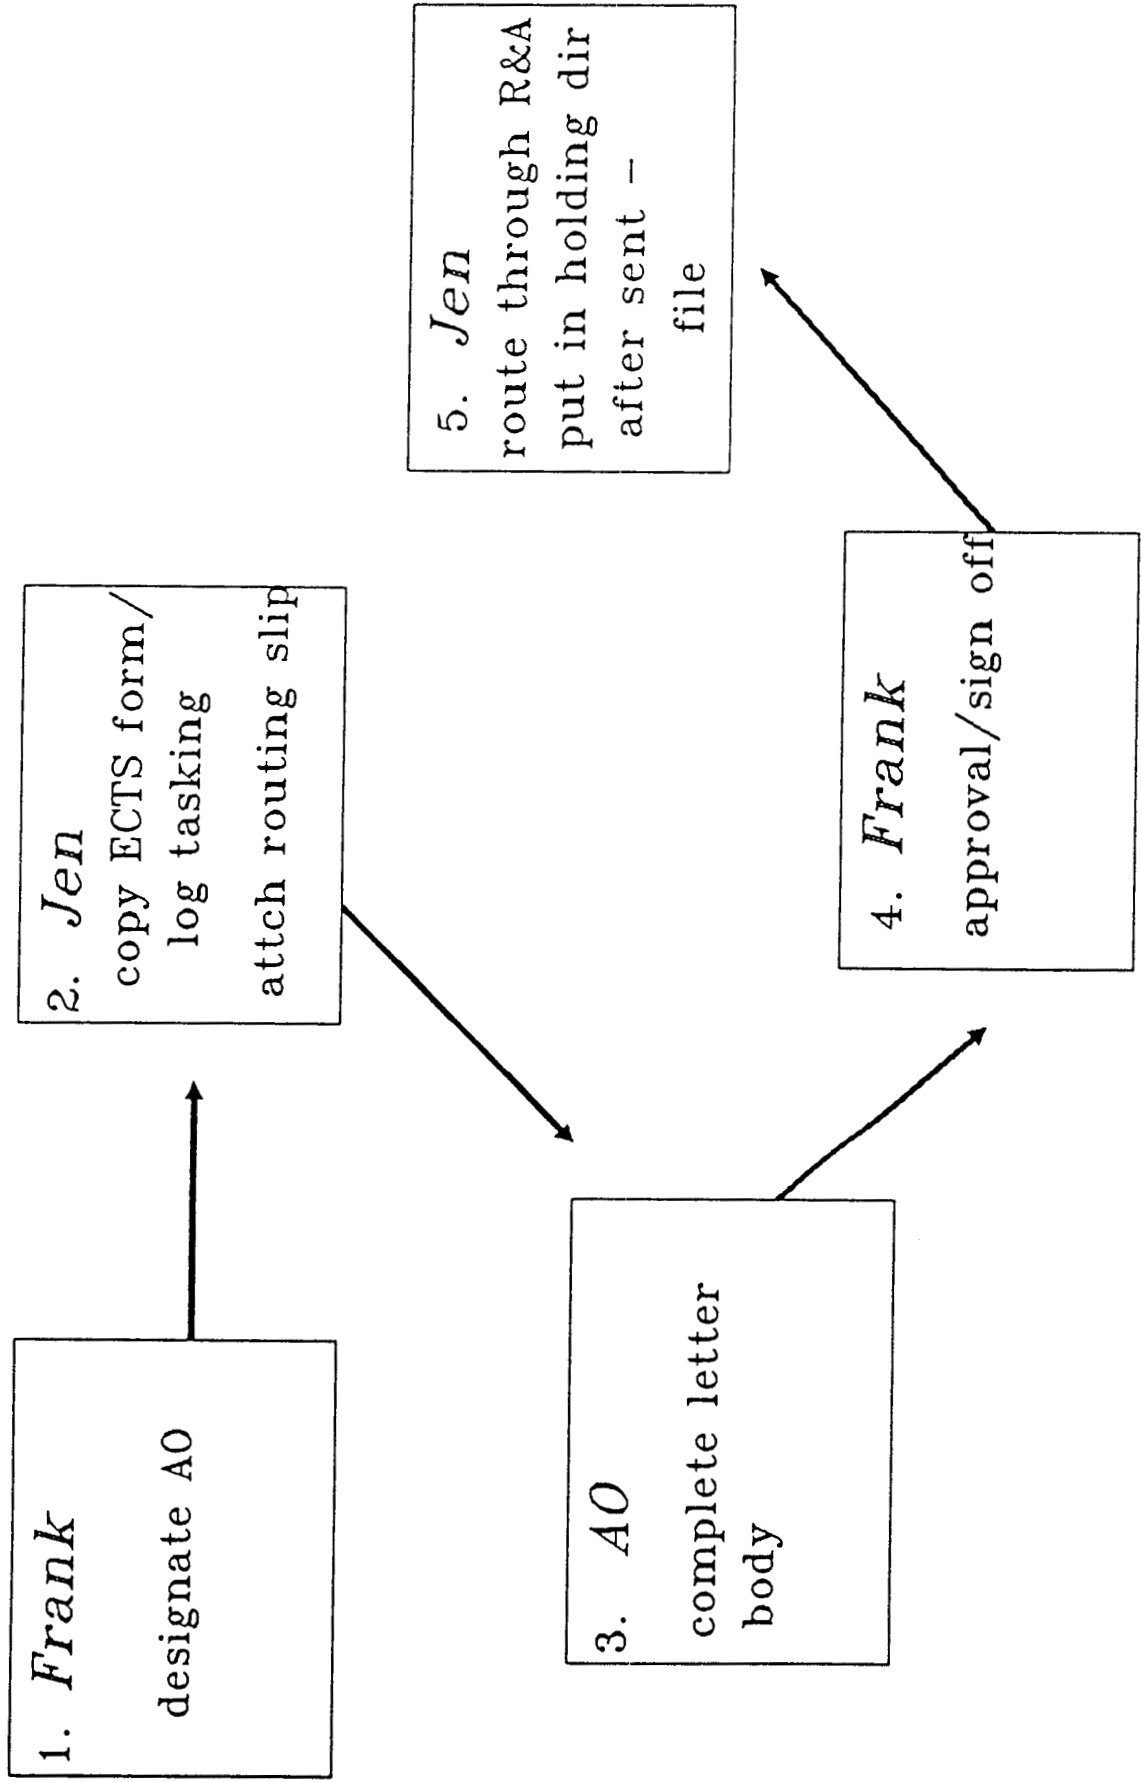 1. Frank
designate AO
2. Jen
copy ECTS form/
log tasking
attch routing slip
3. AO
complete letter
body
4. Frank
approval/sign off
5. Jen
route through R&A
put in holding dir
after sent –
file